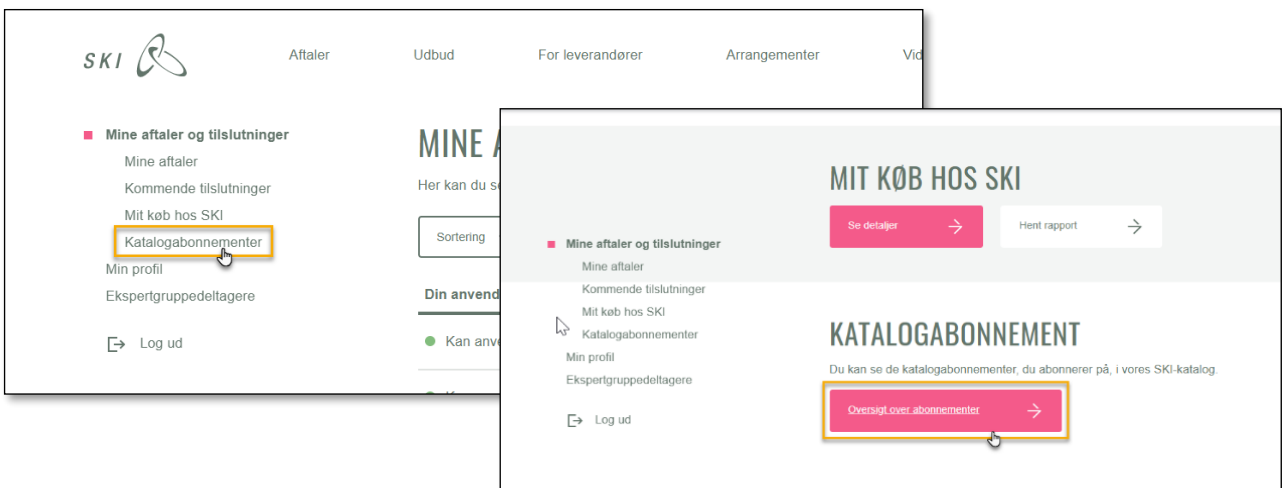 SKI
Aftaler
Udbud
For leverandører
Arrangementer
Vid
Mine aftaler og tilslutninger
Mine aftaler
Kommende tilslutninger
Mit køb hos SKI
Katalogabonnementer
Min profil
Ekspertgruppedeltagere
Log ud
MINE
Her kan du s
Sortering
Din anvend
Kan anv
MIT KØB HOS SKI
Se detaljer
Hent rapport
Mine aftaler og tilslutninger
Mine aftaler
Kommende tilslutninger
Mit køb hos SKI
Katalogabonnementer
Min profil
Ekspertgruppedeltagere
Log ud
KATALOGABONNEMENT
Du kan se de katalogabonnementer, du abonnerer på, i vores SKI-katalog.
Oversigt over abonnementer